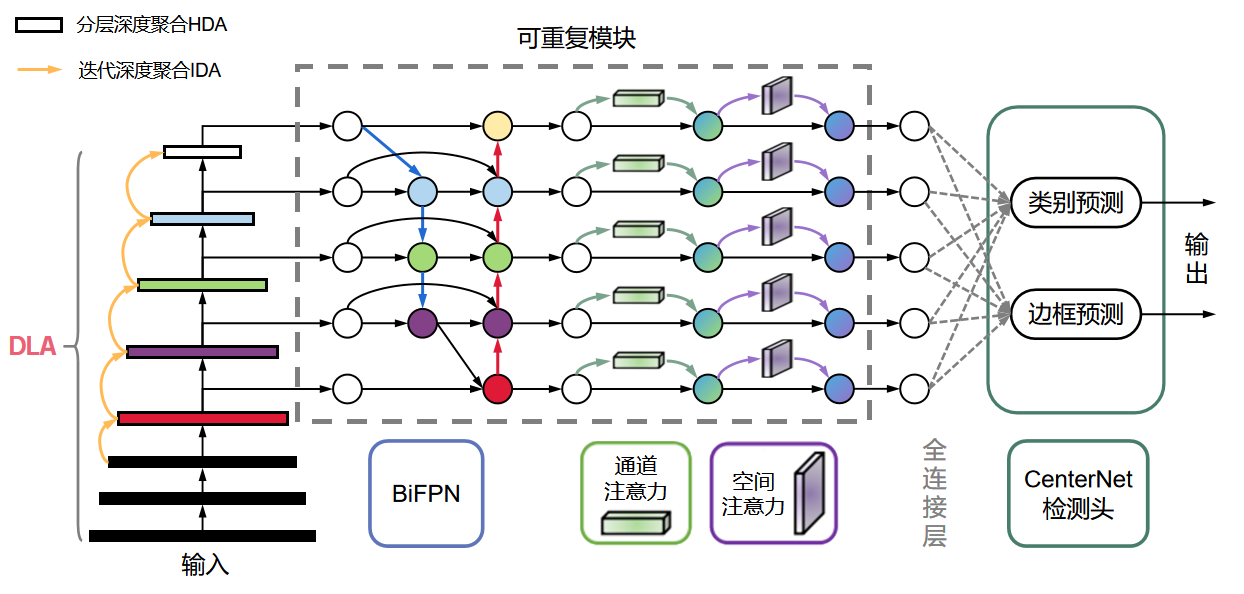 分层深度聚合HDA
迭代深度聚合IDA
可重复模块
DLA
类别预测
边框预测
输出
输入
BiFPN
通道
注意力
空间
注意力
全连接层
CenterNet
检测头